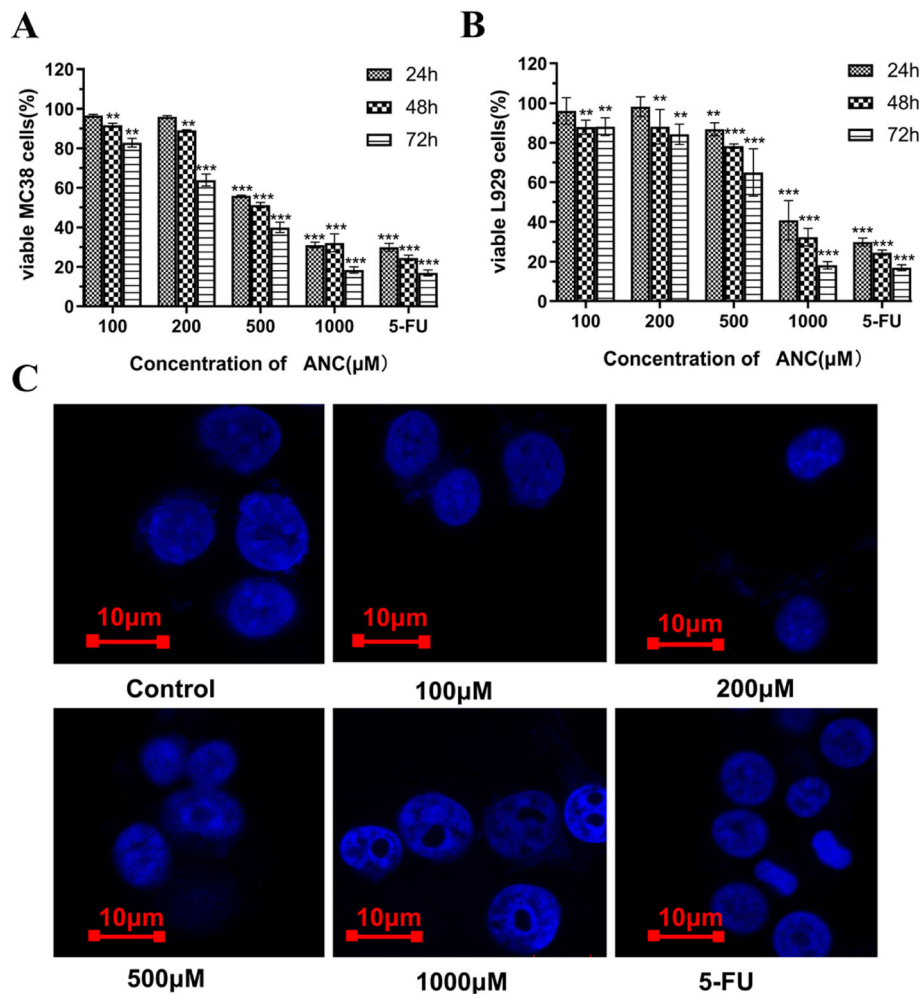 A
viable MC38 cells(%)
120
100
80
60
40
20
0
24h
48h
72h
** **
** ***
*** *** ***
*** *** ***
*** *** ***
100 200 500 1000 5-FU
Concentration of ANC(μM)
B
viable L929 cells(%)
120
100
80
60
40
20
0
24h
48h
72h
** **
** **
** *** ***
*** *** ***
*** *** ***
100 200 500 1000 5-FU
Concentration of ANC(μM)
C
10μm
10μm
10μm
Control 100μM 200μM
10μm
10μm
10μm
500μM 1000μM 5-FU